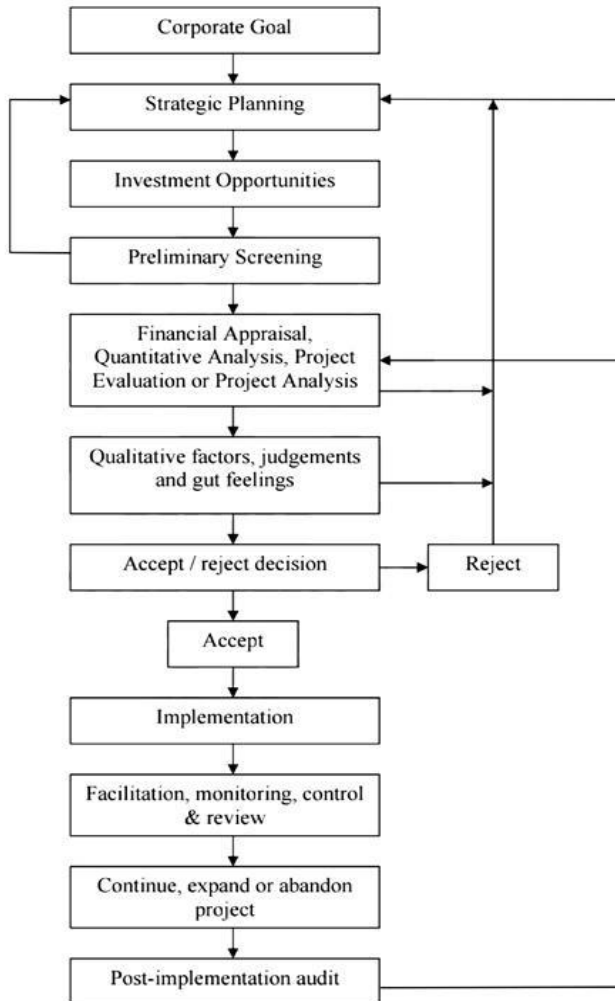 Corporate Goal
Strategic Planning
Investment Opportunities
Preliminary Screening
Financial Appraisal,
Quantitative Analysis, Project
Evaluation or Project Analysis
Qualitative factors, judgements
and gut feelings
Accept / reject decision
Reject
Accept
Implementation
Facilitation, monitoring, control
& review
Continue, expand or abandon
project
Post-implementation audit